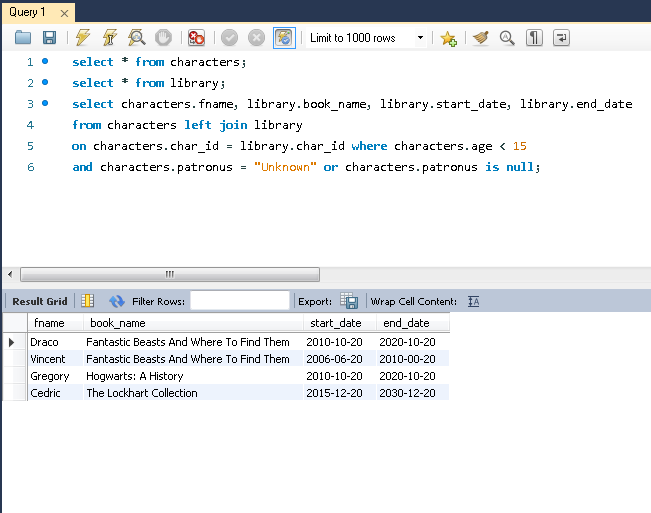 Query 1
Limit to 1000 rows
1 select * from characters;
2 select * from library;
3 select characters.fname, library.book_name, library.start_date, library.end_date
4 from characters left join library
5 on characters.char_id = library.char_id where characters.age < 15
6 and characters.patronus = "Unknown" or characters.patronus is null;
Result Grid Filter Rows: Export: Wrap Cell Content: IA
fname book_name start_date end_date
Draco Fantastic Beasts And Where To Find Them 2010-10-20 2020-10-20
Vincent Fantastic Beasts And Where To Find Them 2006-06-20 2010-00-20
Gregory Hogwarts: A History 2010-10-20 2020-10-20
Cedric The Lockhart Collection 2015-12-20 2030-12-20